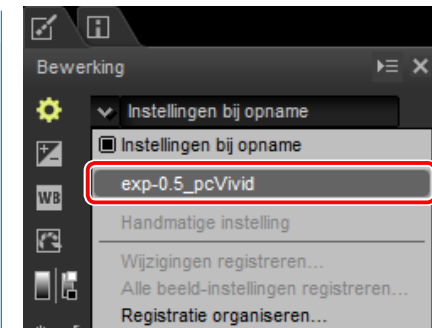 Bewerking
Instellingen bij opname
Instellingen bij opname
exp-0.5_pcVivid
WB
Handmatige instelling
Wijzigingen registreren...
Alle beeld-instellingen registreren...
Registratie organiseren...